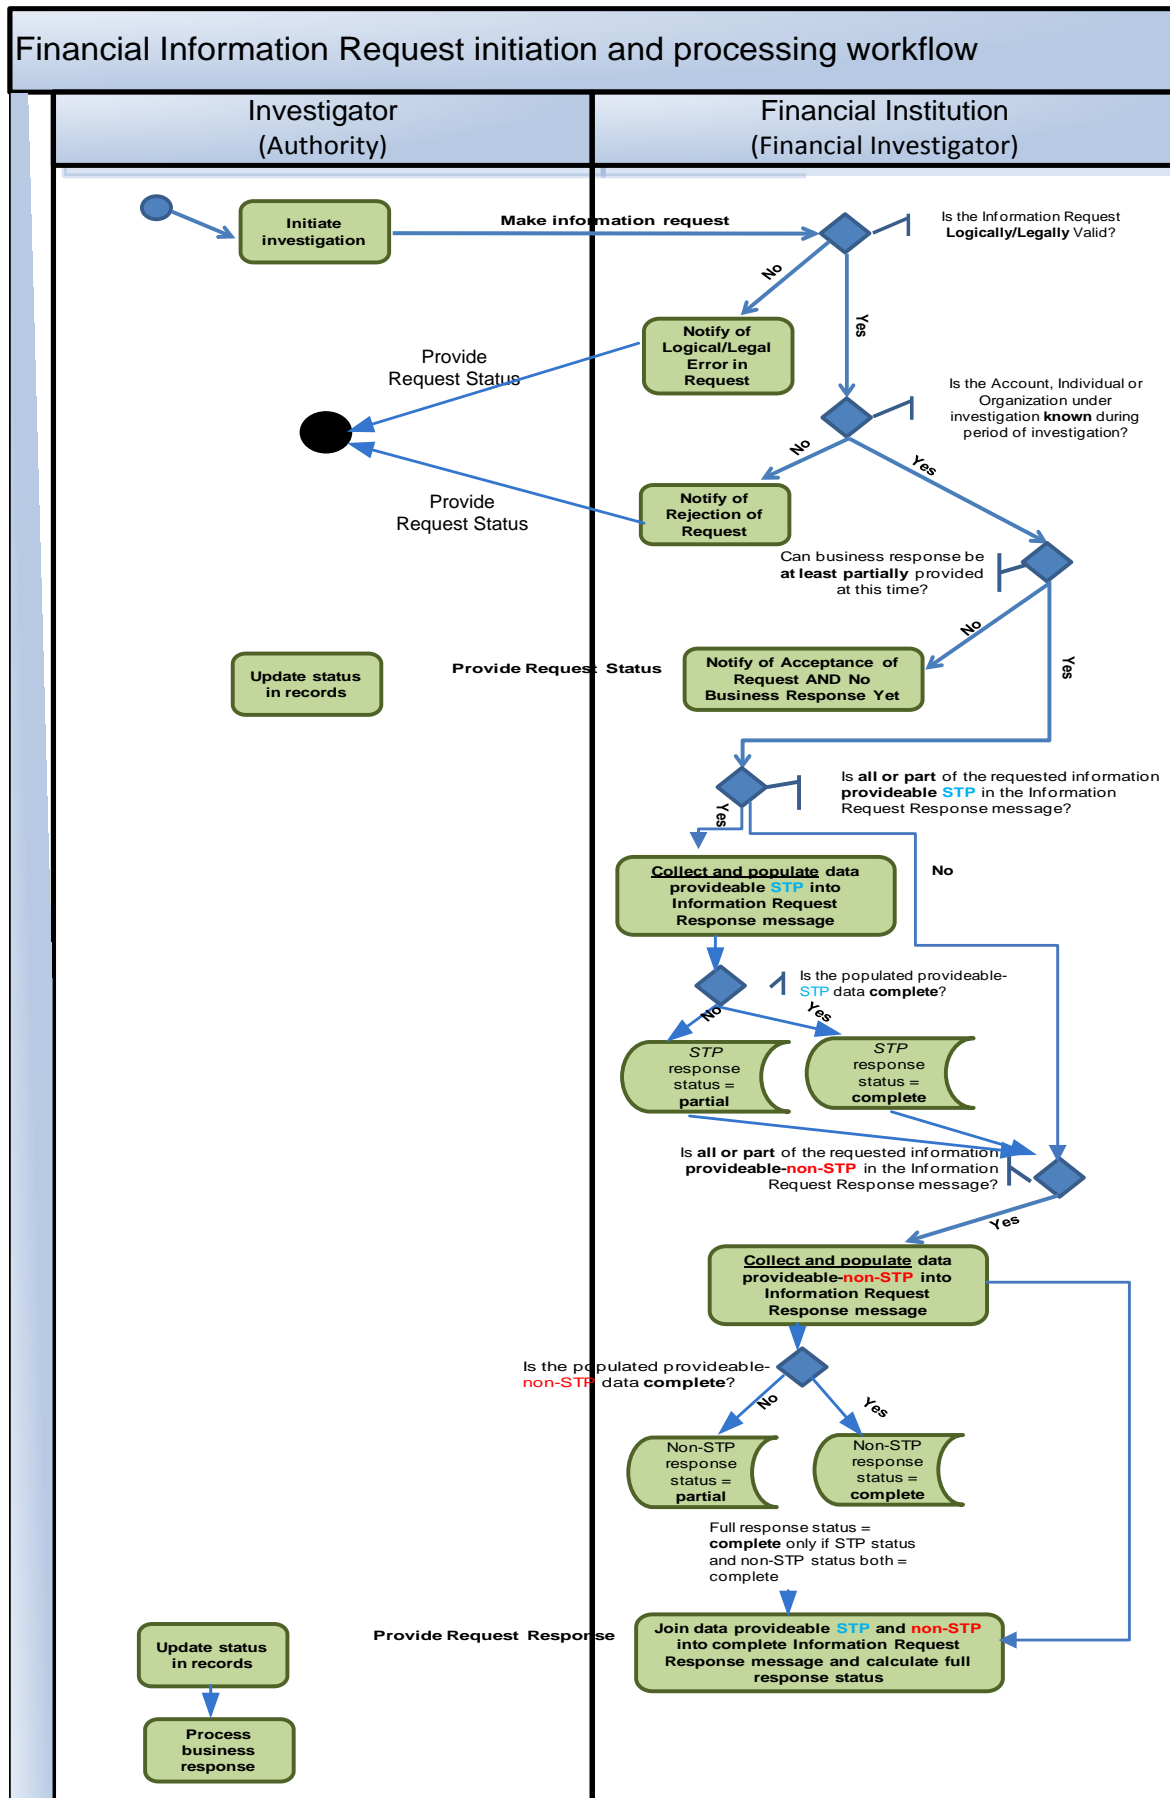 Financial Information Request initiation and processing workflow
Investigator
(Authority)
Financial Institution
(Financial Investigator)
Initiate
investigation
Make information request
Is the Information Request
Logically/Legally Valid?
No
Yes
Notify of
Logical/Legal
Error in
Request
Provide
Request Status
Is the Account, Individual or
Organization under
investigation known during
period of investigation?
No
Yes
Notify of
Rejection of
Request
Provide
Request Status
Can business response be
at least partially provided
at this time?
No
Yes
Update status
in records
Provide Request Status
Notify of Acceptance of
Request AND No
Business Response Yet
Is all or part of the requested information
provideable STP in the Information
Request Response message?
Yes
No
Collect and populate data
provideable STP into
Information Request
Response message
Is the populated provideable-
STP data complete?
No
Yes
STP
response
status =
partial
STP
response
status =
complete
Is all or part of the requested information
provideable-non-STP in the Information
Request Response message?
Yes
Collect and populate data
provideable-non-STP into
Information Request
Response message
Is the populated provideable-
non-STP data complete?
No
Yes
Non-STP
response
status =
partial
Non-STP
response
status =
complete
Full response status =
complete only if STP status
and non-STP status both =
complete
Update status
in records
Provide Request Response
Join data provideable STP and non-STP
into complete Information Request
Response message and calculate full
response status
Process
business
response